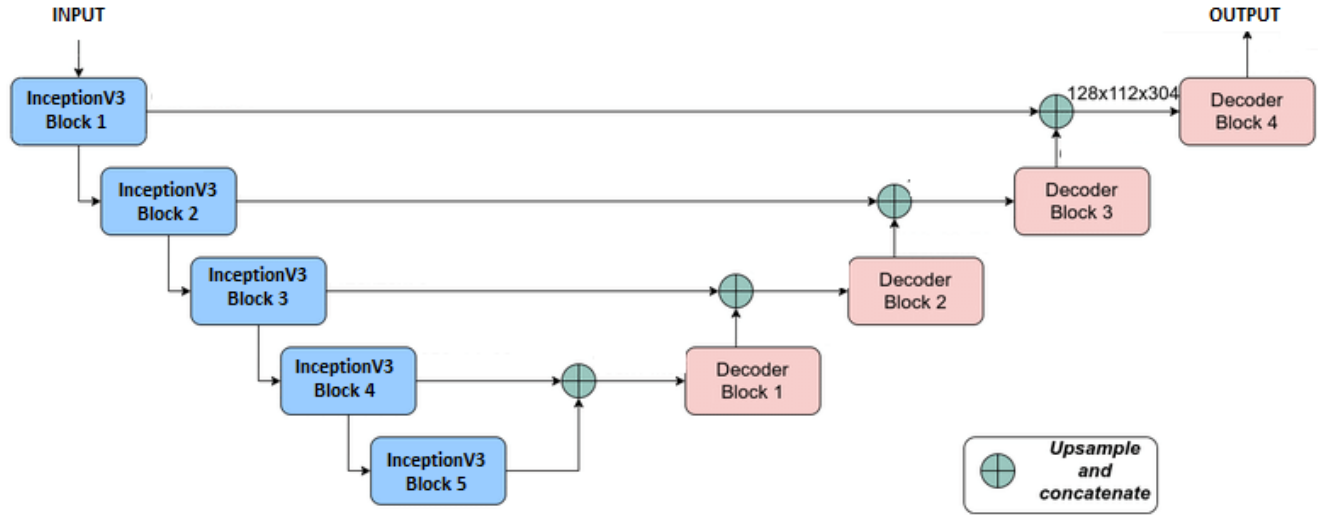 INPUT
OUTPUT
InceptionV3
Block 1
128x112x304
Decoder
Block 4
InceptionV3
Block 2
Decoder
Block 3
InceptionV3
Block 3
Decoder
Block 2
InceptionV3
Block 4
Decoder
Block 1
InceptionV3
Block 5
Upsample
and
concatenate